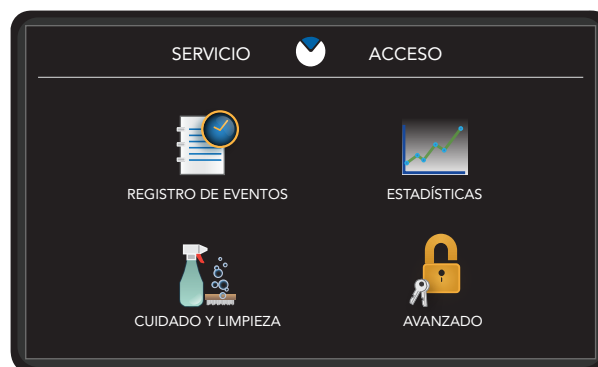 SERVICIO ACCESO
REGISTRO DE EVENTOS
ESTADÍSTICAS
CUIDADO Y LIMPIEZA
AVANZADO